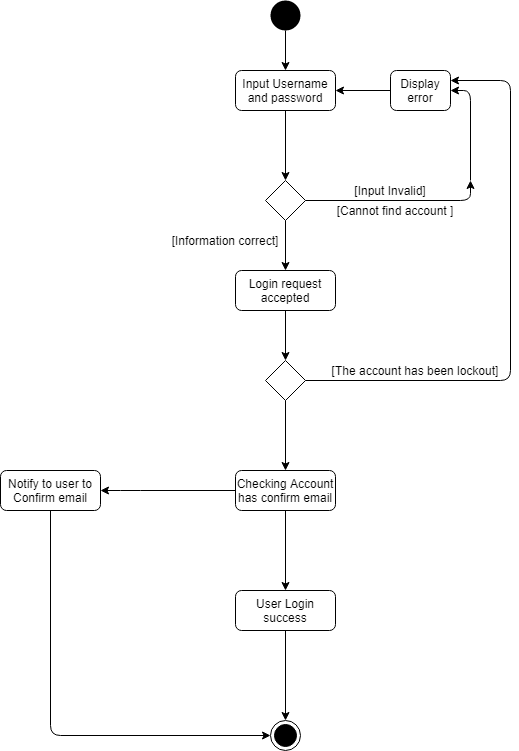 Input Username
and password
Display
error
[Input Invalid]
[Cannot find account ]
[Information correct]
Login request
accepted
[The account has been lockout]
Notify to user to
Confirm email
Checking Account
has confirm email
User Login
success